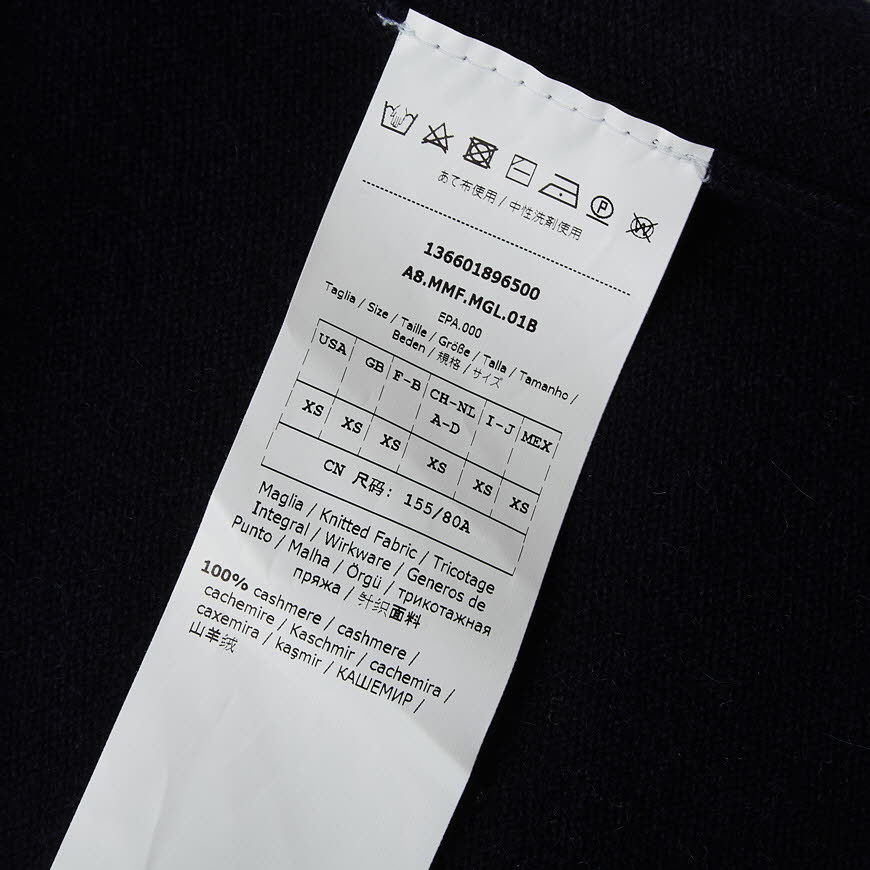 P
W
あて布使用 / 中性洗剤使用
136601896500
A8.MMF.MGL.01B
EPA.000
Taglia / Size / Taille / Größe / Talla / Tamanho /
Beden / 規格 / サイズ
USA GB F-B CH-NL A-D I-J MEX
XS XS XS XS XS XS
CN 尺码: 155/80A
Maglia / Knitted Fabric / Tricotage
Integral / Wirkware / Generos de
Punto / Malha / Örgü / трикотажная
пряжа / 针织面料
100% cashmere / cashmere /
cachemire / Kaschmir / cachemira /
caxemira / kaşmir / КАШЕМИР /
山羊绒